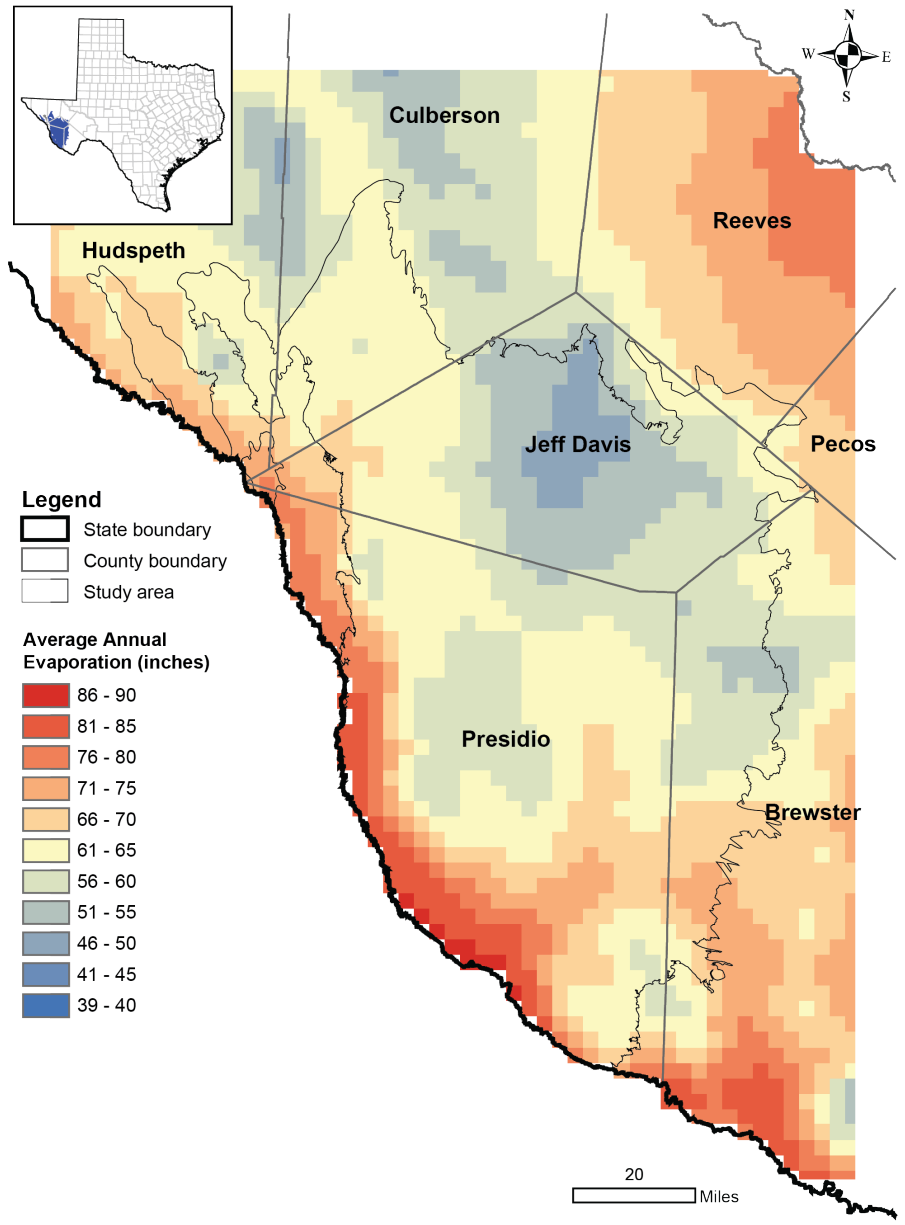 N
W
E
S
Culberson
Reeves
Hudspeth
Jeff Davis
Pecos
Legend
State boundary
County boundary
Study area
Average Annual
Evaporation (inches)
86 - 90
81 - 85
76 - 80
71 - 75
66 - 70
61 - 65
56 - 60
51 - 55
46 - 50
41 - 45
39 - 40
Presidio
Brewster
20
Miles